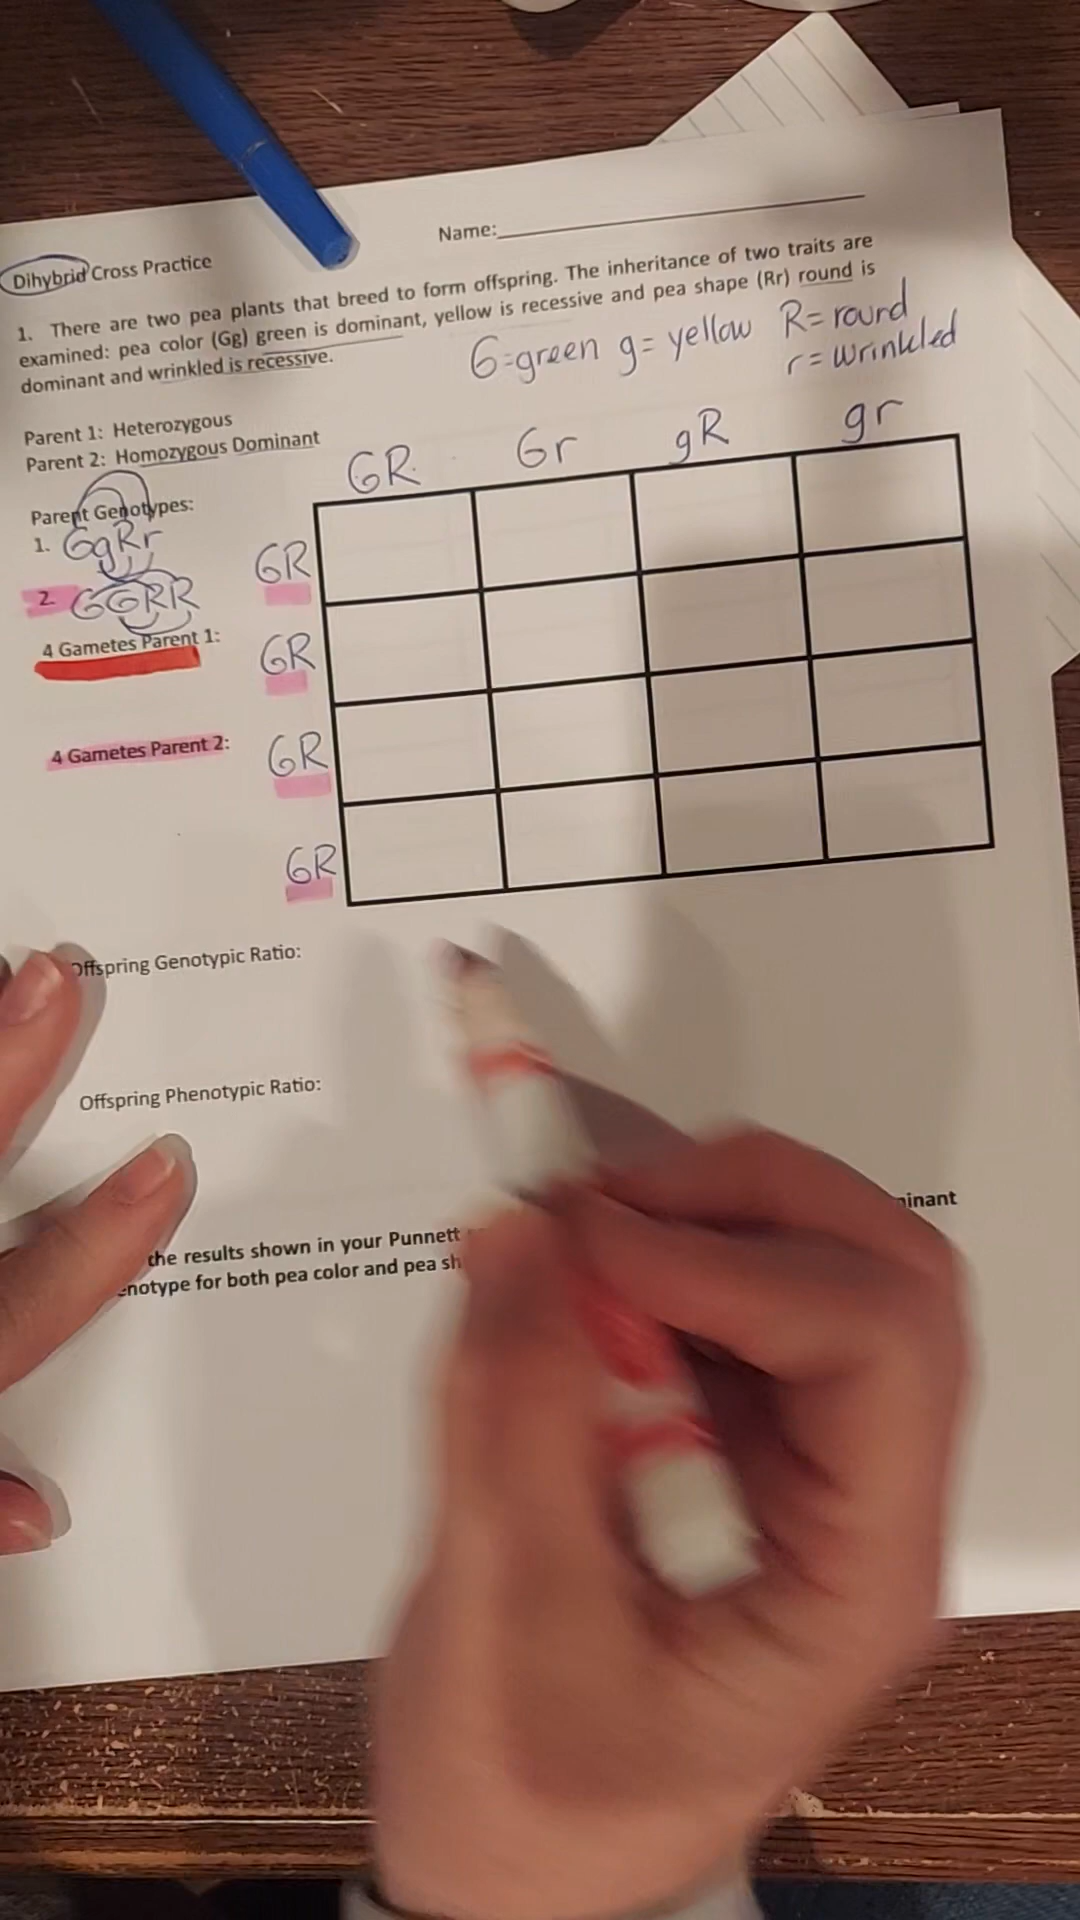 Name:
Dihybrid Cross Practice
1. There are two pea plants that breed to form offspring. The inheritance of two traits are
examined: pea color (Gg) green is dominant, yellow is recessive and pea shape (Rr) round is
dominant and wrinkled is recessive.
G=green g= yellow R=round
r=wrinkled
Parent 1: Heterozygous
Parent 2: Homozygous Dominant
GR Gr gR gr
Parent Genotypes:
1. GgRr
GR
2. GGRR
4 Gametes Parent 1:
GR
4 Gametes Parent 2:
GR
GR
Offspring Genotypic Ratio:
Offspring Phenotypic Ratio:
the results shown in your Punnett
for both pea color and pea